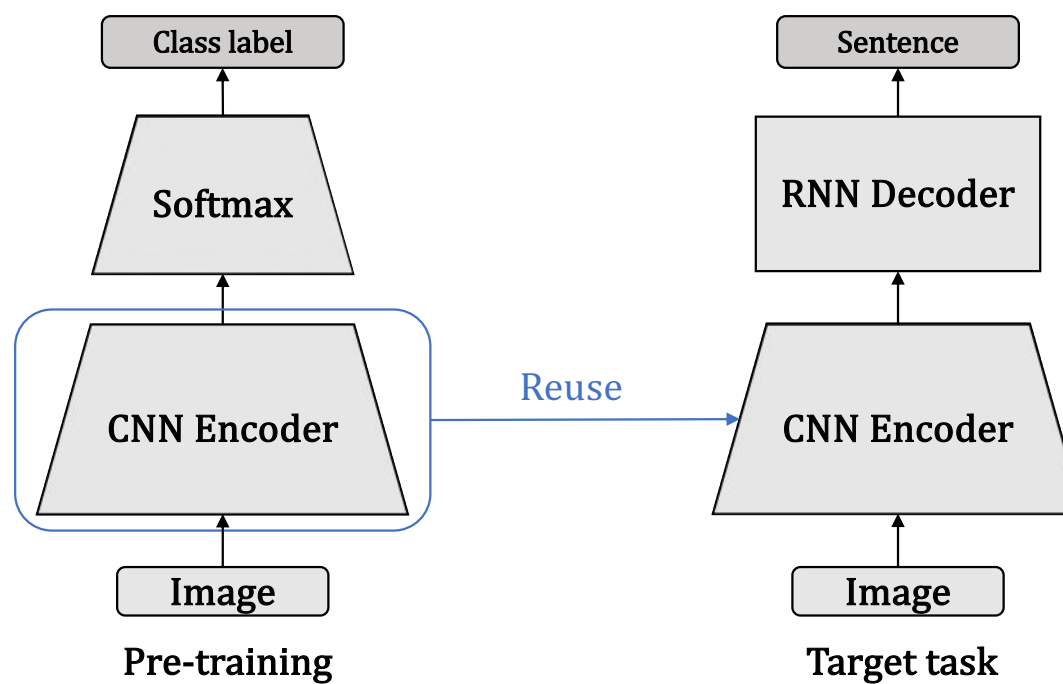 Class label
Softmax
CNN Encoder
Image
Pre-training
Reuse
Sentence
RNN Decoder
CNN Encoder
Image
Target task